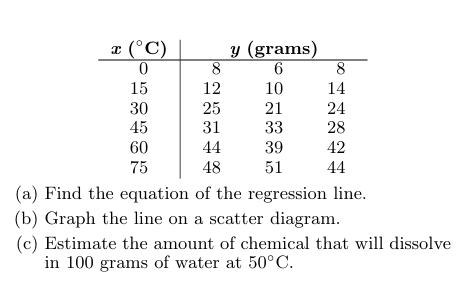 x (°C) y (grams)
0 8 6 8
15 12 10 14
30 25 21 24
45 31 33 28
60 44 39 42
75 48 51 44
(a) Find the equation of the regression line.
(b) Graph the line on a scatter diagram.
(c) Estimate the amount of chemical that will dissolve
in 100 grams of water at 50°C.